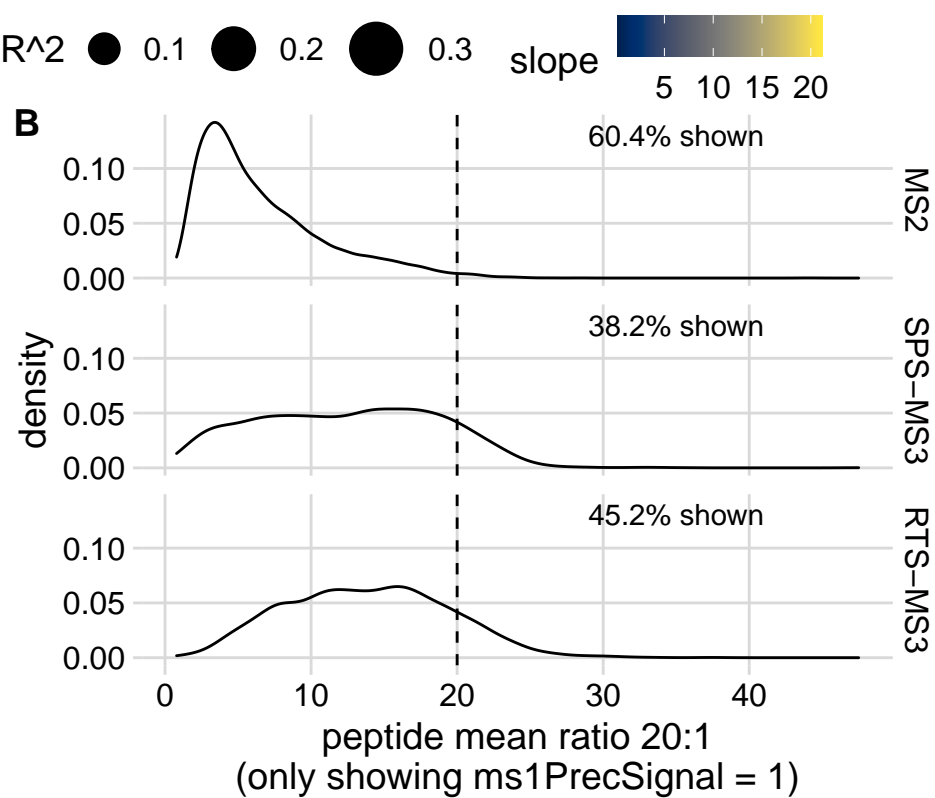 R^2 0.1 0.2 0.3 slope
5 10 15 20
B
60.4% shown
0.10
0.05
0.00
MS2
38.2% shown
0.10
0.05
0.00
SPS−MS3
density
45.2% shown
0.10
0.05
0.00
RTS−MS3
0 10 20 30 40
peptide mean ratio 20:1
(only showing ms1PrecSignal = 1)